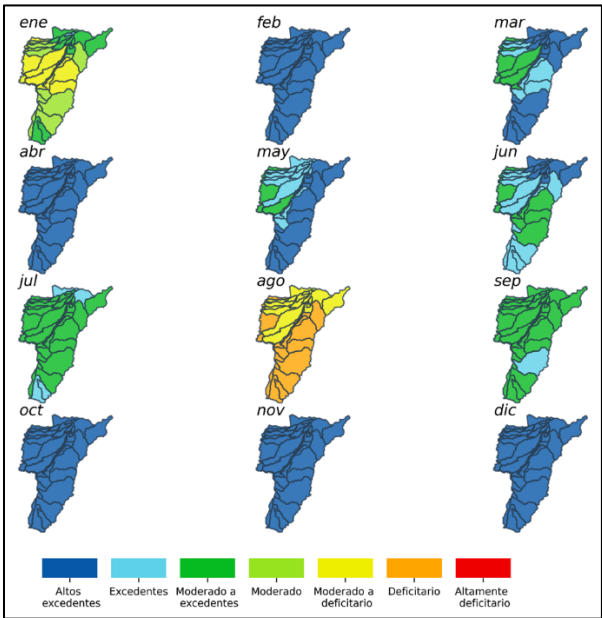 ene
feb
mar
abr
may
jun
jul
ago
sep
oct
nov
dic
Altos
excedentes
Excedentes
Moderado a
excedentes
Moderado
Moderado a
deficitario
Deficitario
Altamente
deficitario